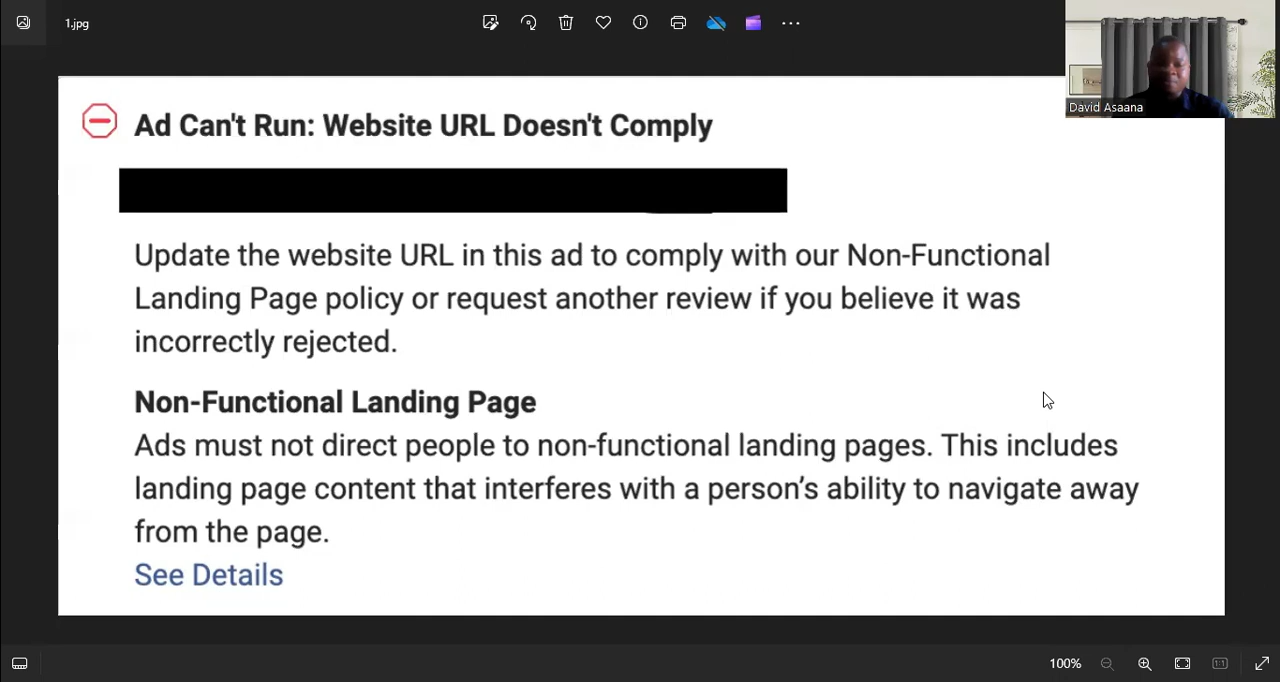 1.jpg
David Asaana
Ad Can't Run: Website URL Doesn't Comply
Update the website URL in this ad to comply with our Non-Functional
Landing Page policy or request another review if you believe it was
incorrectly rejected.
Non-Functional Landing Page
Ads must not direct people to non-functional landing pages. This includes
landing page content that interferes with a person’s ability to navigate away
from the page.
See Details
100%
1:1